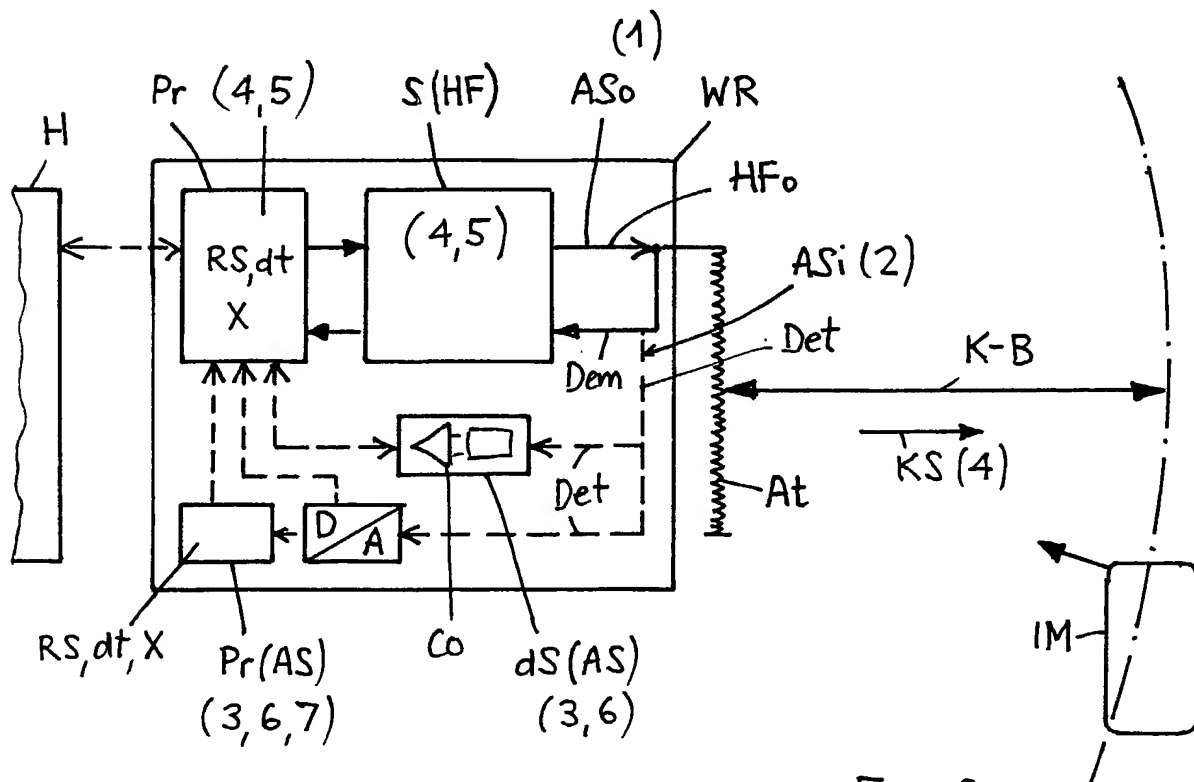 (1)
Pr (4,5)
S(HF)
ASo
WR
H
HFo
(4,5)
RS,dt
X
ASi (2)
Det
Dem
K-B
KS (4)
At
Det
D
A
IM
RS,dt,X
Pr(AS)
(3,6,7)
Co
dS(AS)
(3,6)